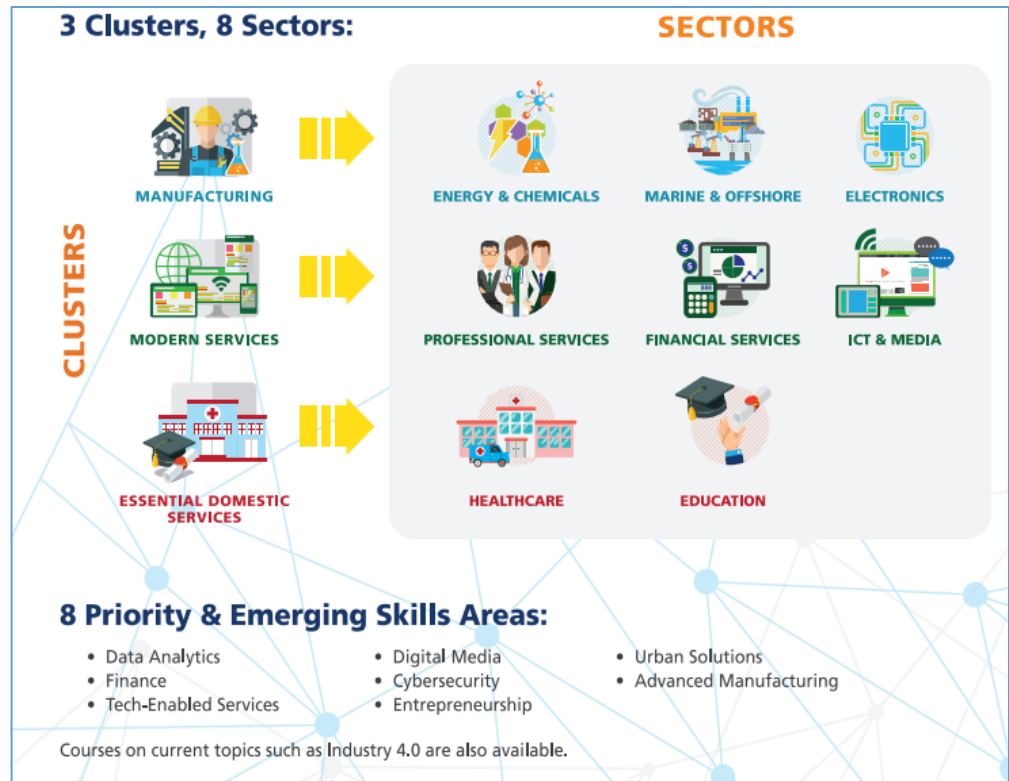 3 Clusters, 8 Sectors:
SECTORS
CLUSTERS
MANUFACTURING
ENERGY & CHEMICALS
MARINE & OFFSHORE
ELECTRONICS
MODERN SERVICES
PROFESSIONAL SERVICES
FINANCIAL SERVICES
ICT & MEDIA
ESSENTIAL DOMESTIC
SERVICES
HEALTHCARE
EDUCATION
8 Priority & Emerging Skills Areas:
• Data Analytics
• Finance
• Tech-Enabled Services
• Digital Media
• Cybersecurity
• Entrepreneurship
• Urban Solutions
• Advanced Manufacturing
Courses on current topics such as Industry 4.0 are also available.